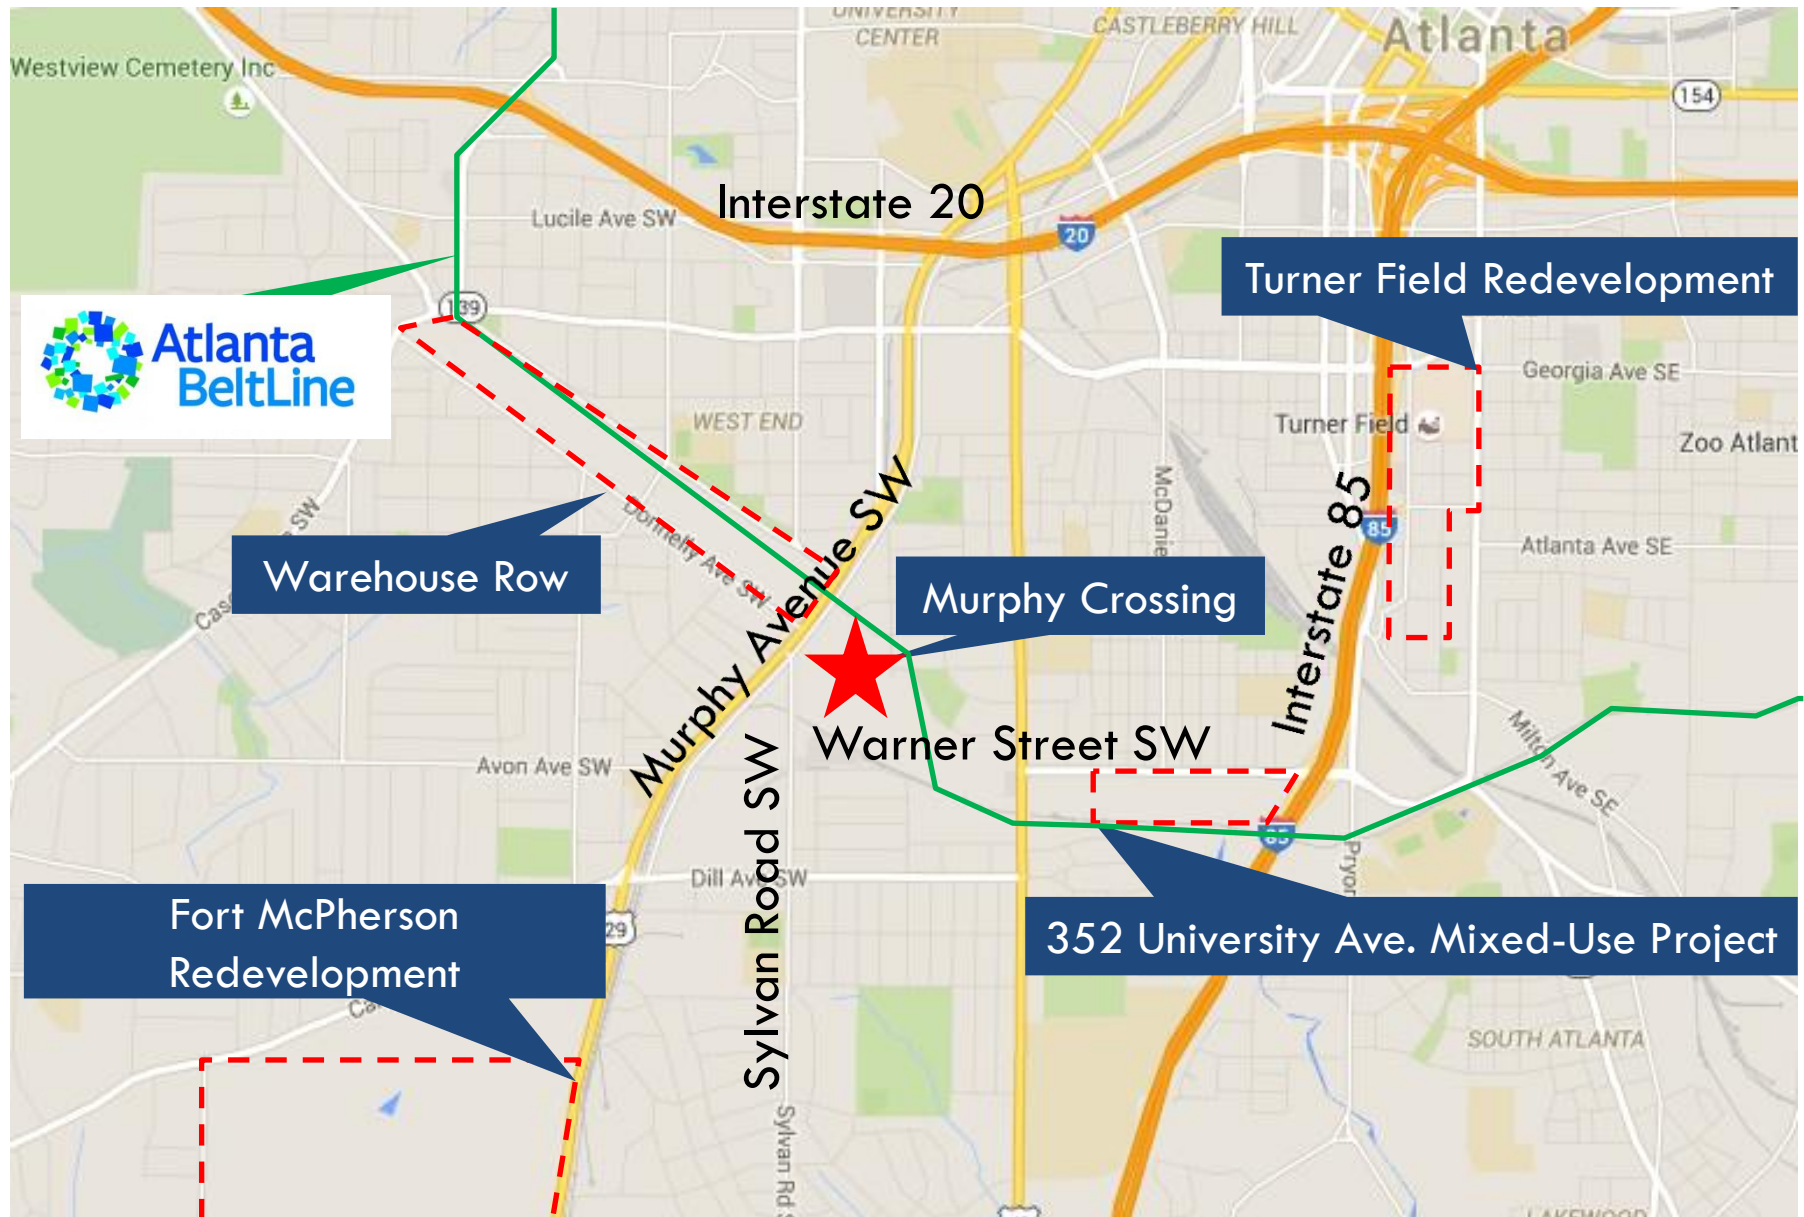 UNIVERSITY
CENTER
CASTLEBERRY HILL
Atlanta
Westview Cemetery Inc
154
Interstate 20
Lucile Ave SW
20
Turner Field Redevelopment
139
Atlanta
BeltLine
Georgia Ave SE
WEST END
Turner Field
Zoo Atlant
McDanie
Interstate 85
85
Donnelly Ave SW
Murphy Avenue SW
Atlanta Ave SE
Warehouse Row
Murphy Crossing
Warner Street SW
Avon Ave SW
Sylvan Road SW
Milton Ave SE
85
Dill Ave SW
Pryor
Fort McPherson
Redevelopment
29
352 University Ave. Mixed-Use Project
SOUTH ATLANTA
Sylvan Rd S
LAKEWOOD